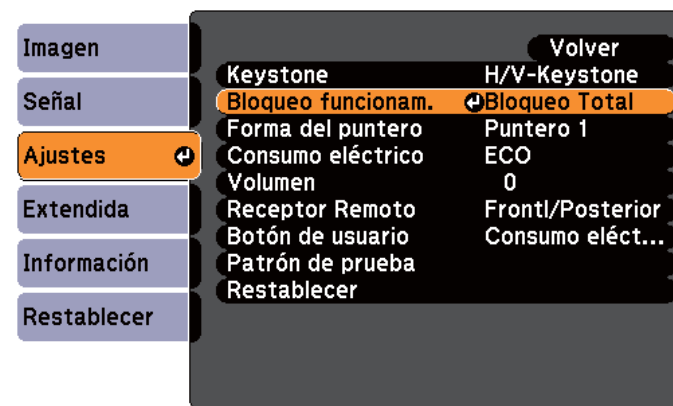 Imagen
Señal
Ajustes
Extendida
Información
Restablecer
Volver
Keystone H/V-Keystone
Bloqueo funcionam. Bloqueo Total
Forma del puntero Puntero 1
Consumo eléctrico ECO
Volumen 0
Receptor Remoto Frontl/Posterior
Botón de usuario Consumo eléct...
Patrón de prueba
Restablecer